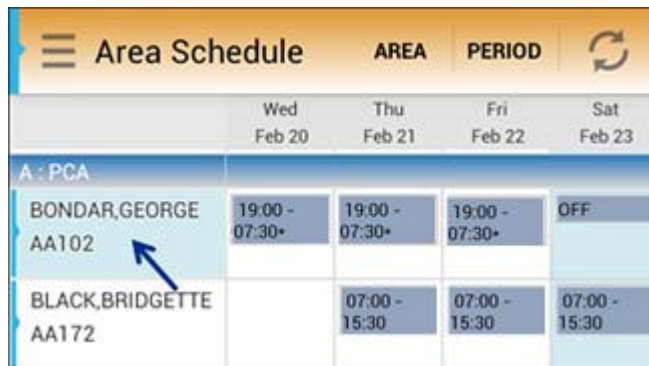 Area Schedule AREA PERIOD
Wed Thu Fri Sat
Feb 20 Feb 21 Feb 22 Feb 23
A : PCA
BONDAR,GEORGE 19:00 - 19:00 - 19:00 - OFF
AA102 07:30+ 07:30+ 07:30+
BLACK,BRIDGETTE 07:00 - 07:00 - 07:00 -
AA172 15:30 15:30 15:30